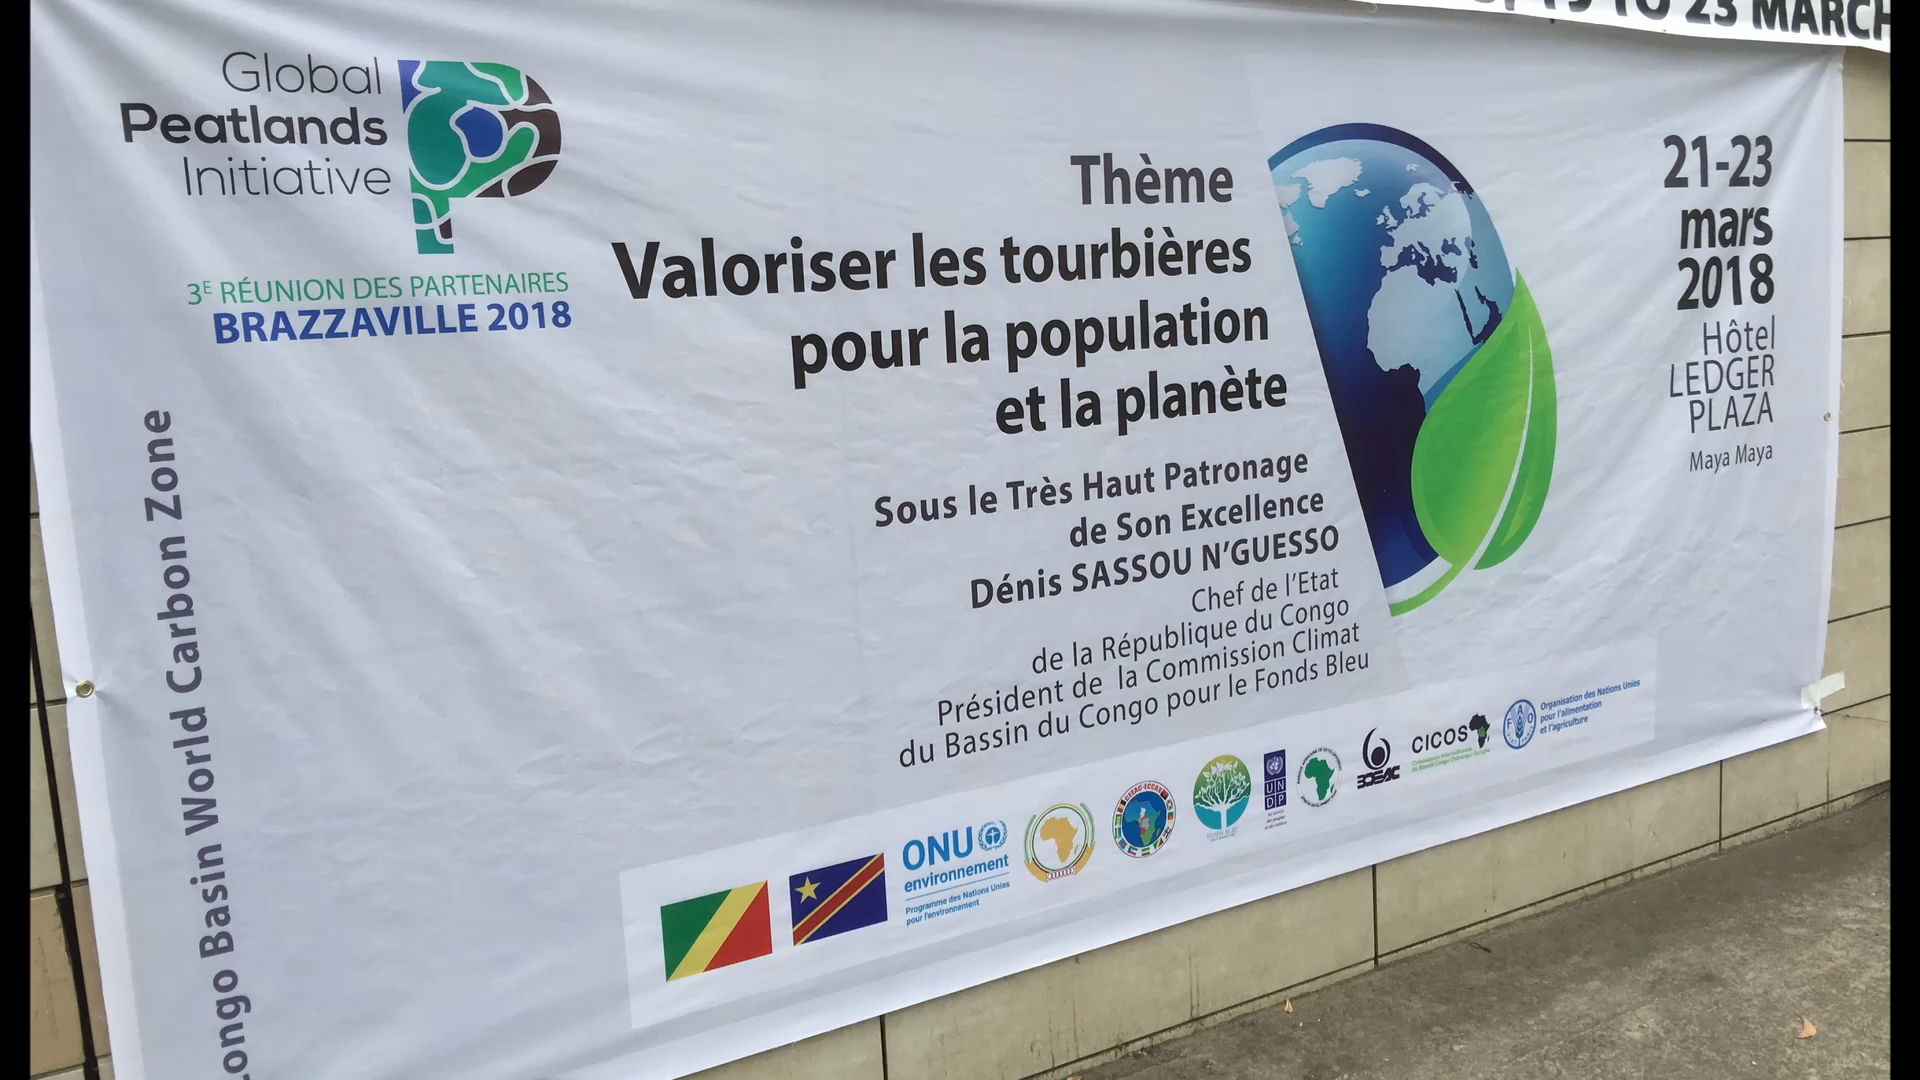 19 TO 23 MARCH
Global
Peatlands
Initiative
3E RÉUNION DES PARTENAIRES
BRAZZAVILLE 2018
Thème
Valoriser les tourbières
pour la population
et la planète
Sous le Très Haut Patronage
de Son Excellence
Dénis SASSOU N'GUESSO
Chef de l'Etat
de la République du Congo
Président de la Commission Climat
du Bassin du Congo pour le Fonds Bleu
21-23
mars
2018
Hôtel
LEDGER
PLAZA
Maya Maya
Congo Basin World Carbon Zone
ONU
environnement
Programme des Nations Unies
pour l'environnement
UN
DP
CICOS
FAO
Organisation des Nations Unies
pour l'alimentation
et l'agriculture